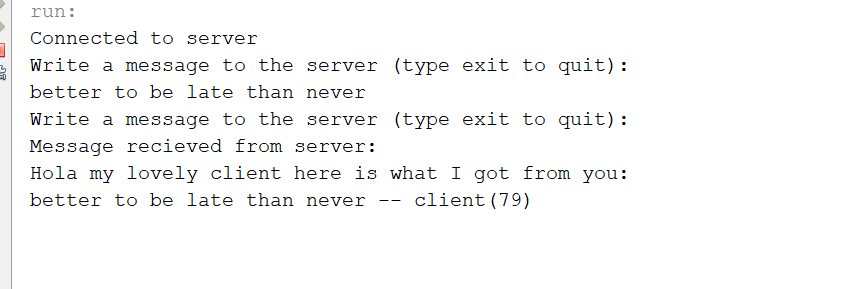 run:
Connected to server
Write a message to the server (type exit to quit):
better to be late than never
Write a message to the server (type exit to quit):
Message recieved from server:
Hola my lovely client here is what I got from you:
better to be late than never -- client(79)